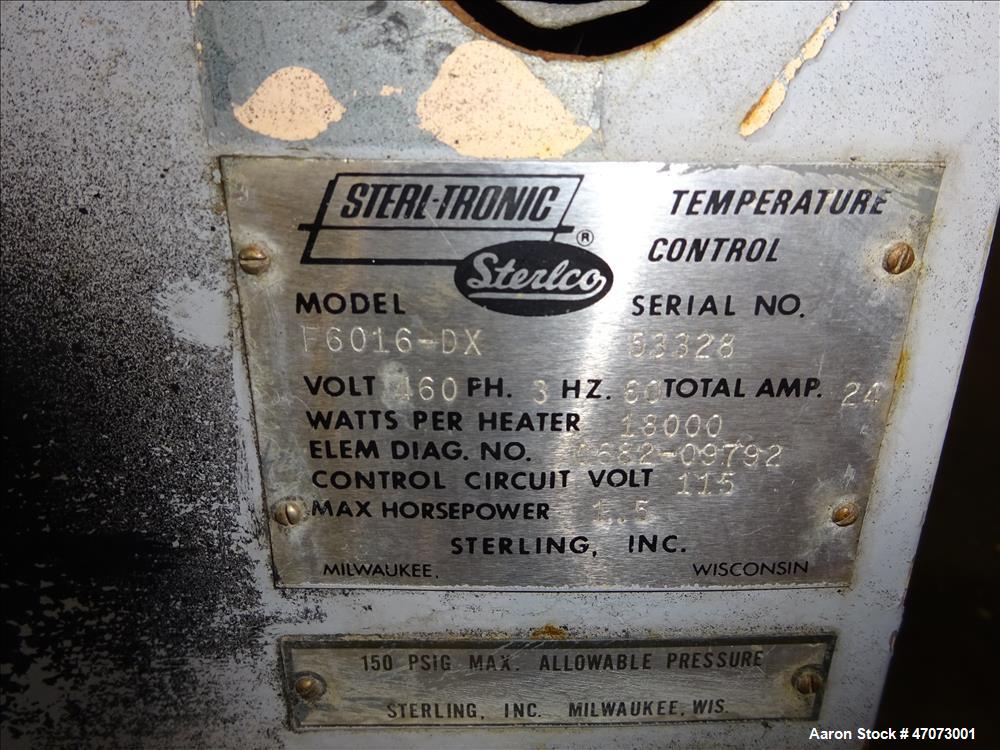 STERL-TRONIC ® TEMPERATURE
Sterlco CONTROL
MODEL SERIAL NO.
F6016-DX 53328
VOLT 460 PH. 3 HZ. 60 TOTAL AMP. 24
WATTS PER HEATER 18000
ELEM DIAG. NO. 682-09792
CONTROL CIRCUIT VOLT 115
MAX HORSEPOWER 1.5
STERLING, INC.
MILWAUKEE, WISCONSIN
150 PSIG MAX. ALLOWABLE PRESSURE
STERLING, INC. MILWAUKEE, WIS.
Aaron Stock # 47073001